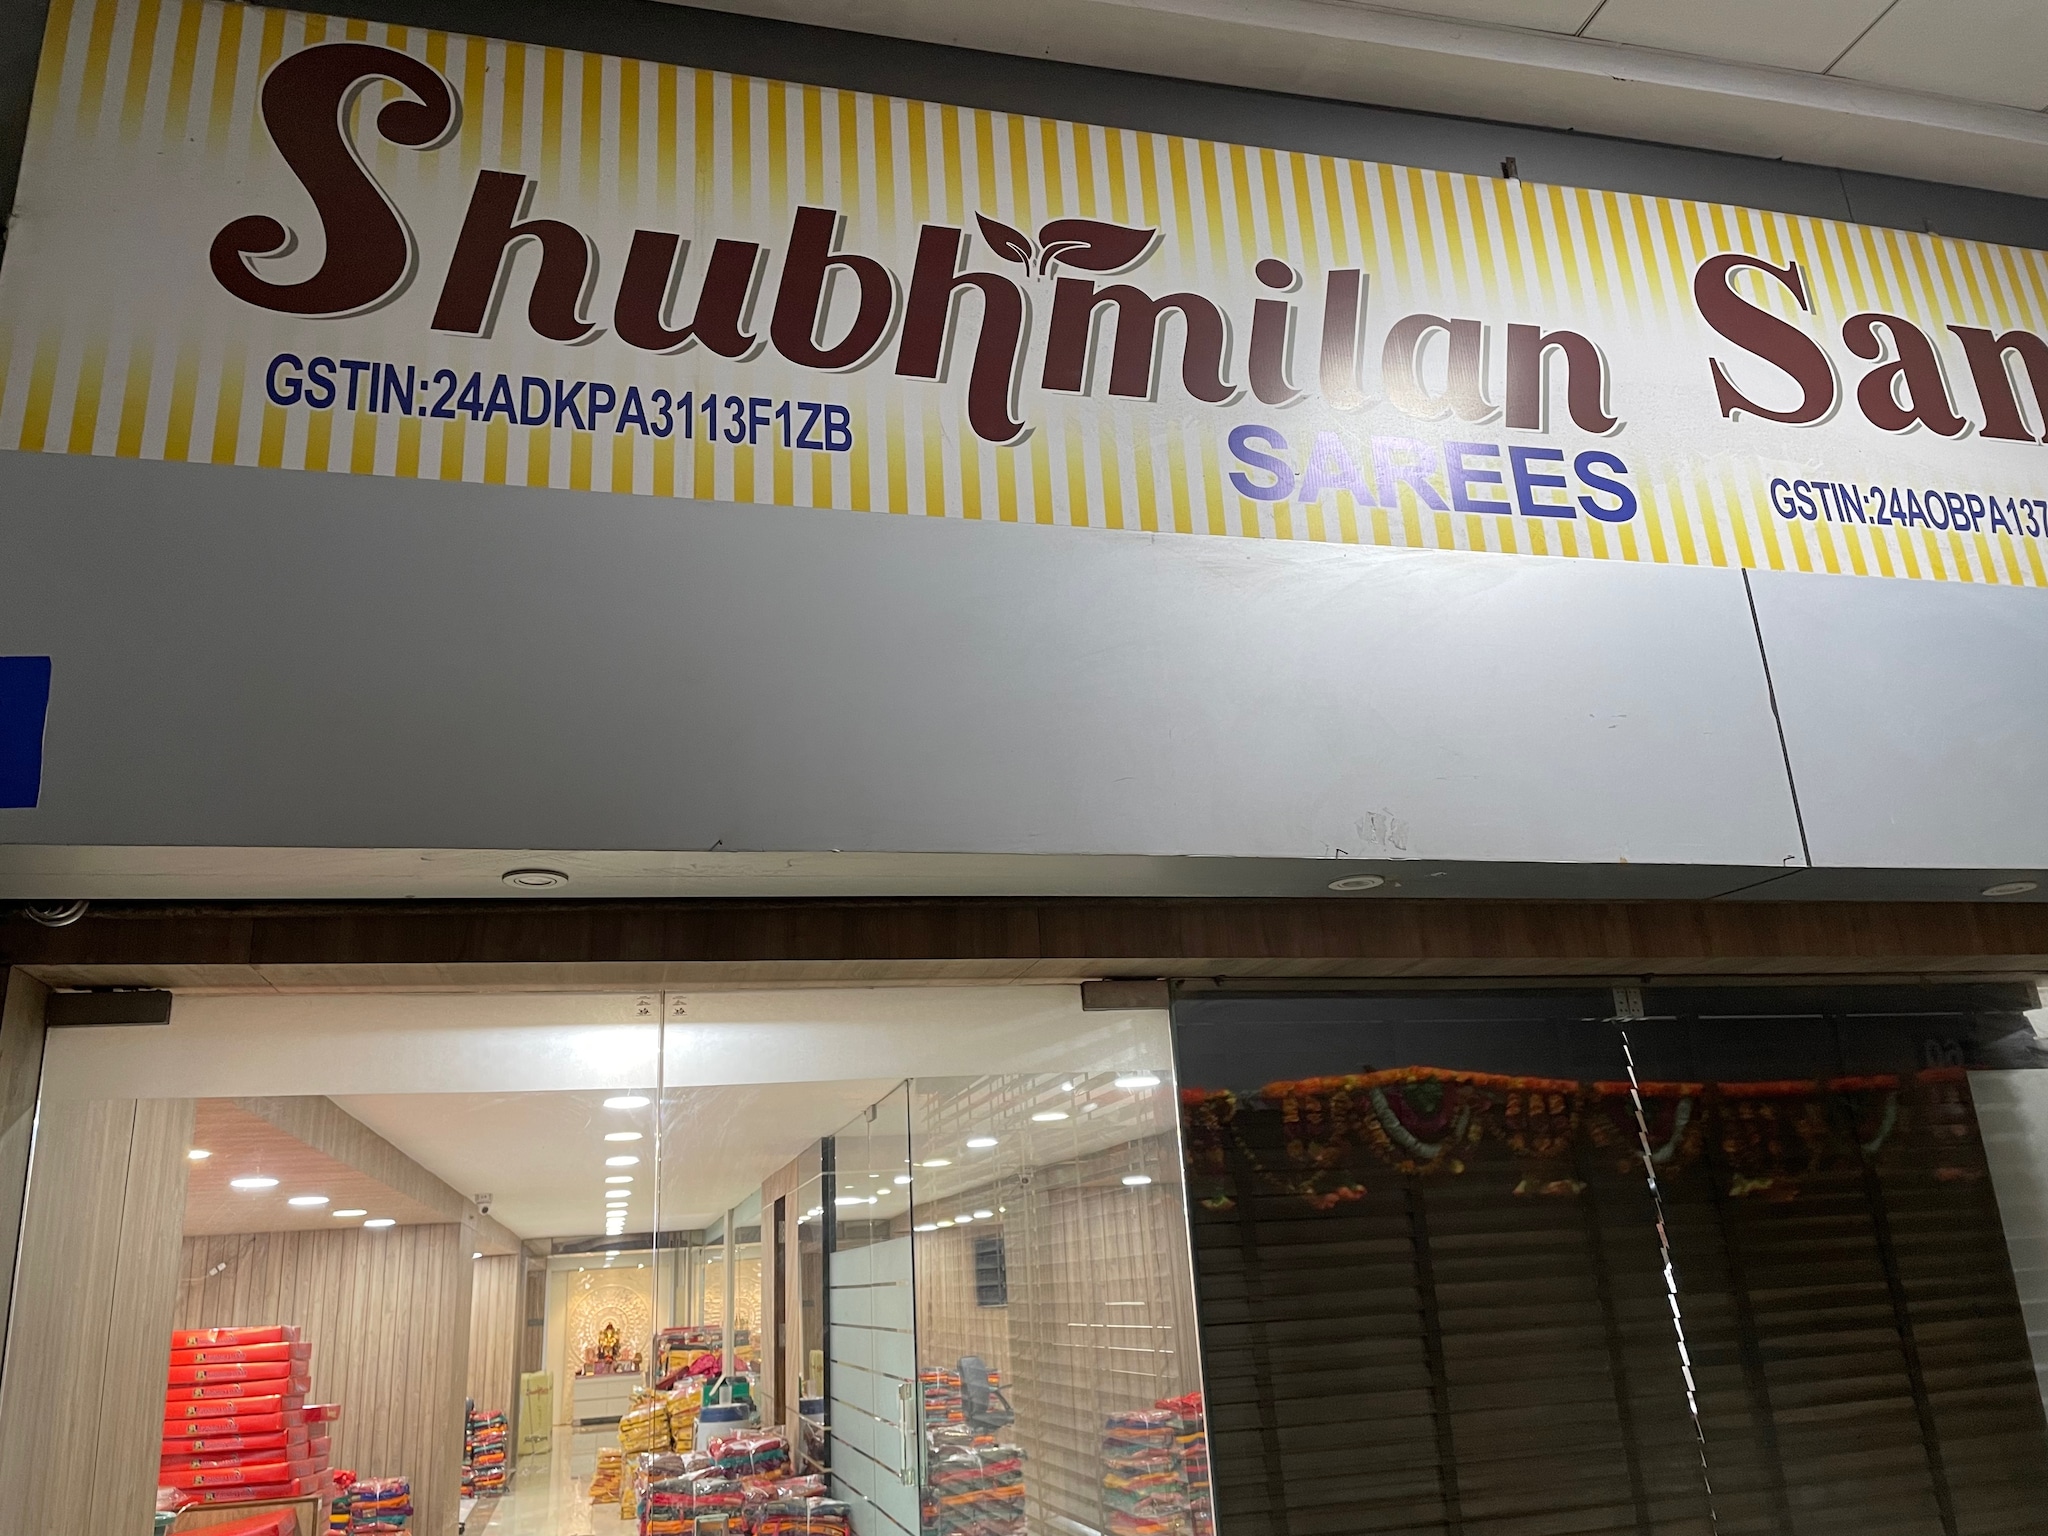 Shubhmilan San
GSTIN:24ADKPA3113F1ZB
SAREES
GSTIN:24AOBPA137